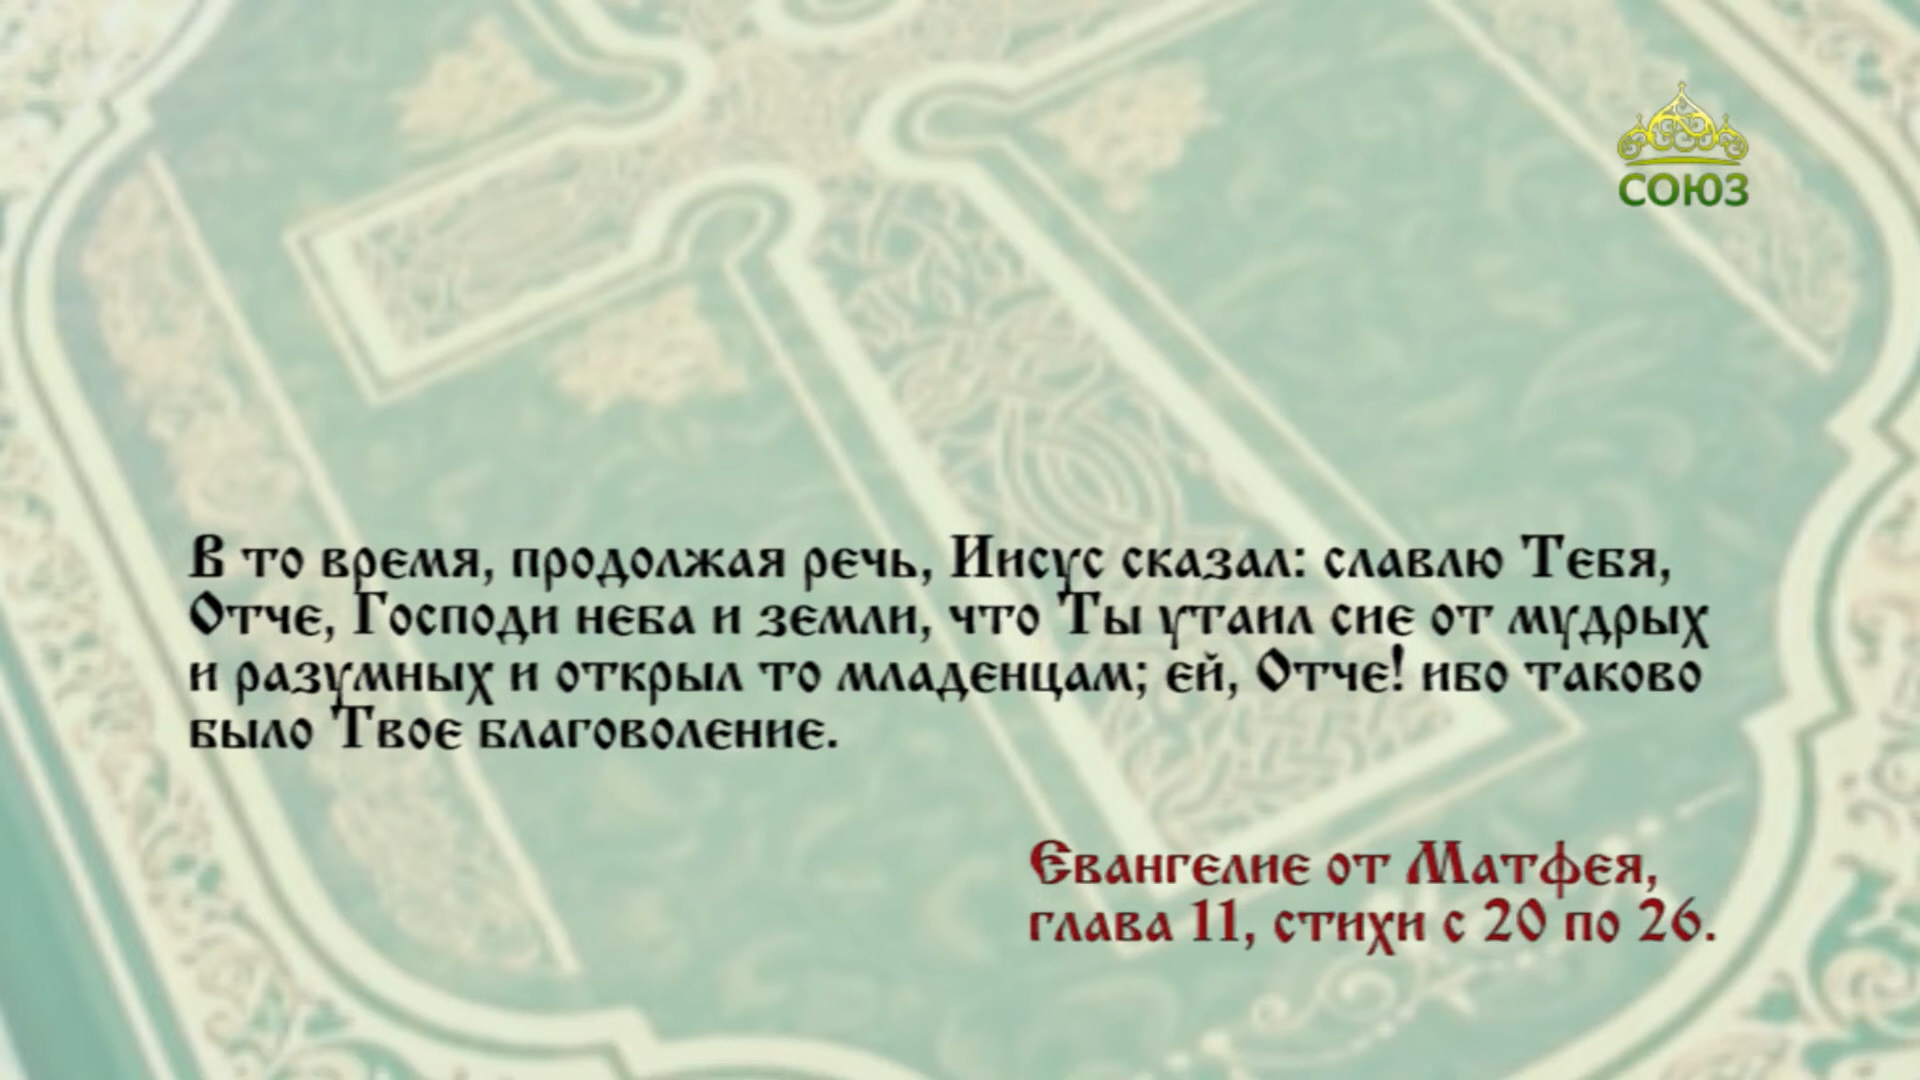 СОЮЗ
В то время, продолжая речь, Иисус сказал: славлю Тебя,
Отче, Господи неба и земли, что Ты утаил сие от мудрых
и разумных и открыл то младенцам; ей, Отче! ибо таково
было Твое благоволение.
Евангелие от Матфея,
глава 11, стихи с 20 по 26.